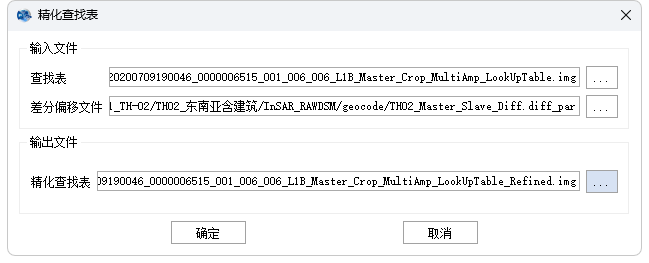 精化查找表
输入文件
查找表 20200709190046_0000006515_001_006_006_L1B_Master_Crop_MultiAmp_LookUpTable.img ...
差分偏移文件 _TH-02/TH02_东南亚含建筑/InSAR_RAWDSM/geocode/TH02_Master_Slave_Diff.diff_par ...
输出文件
精化查找表 09190046_0000006515_001_006_006_L1B_Master_Crop_MultiAmp_LookUpTable_Refined.img ...
确定 取消